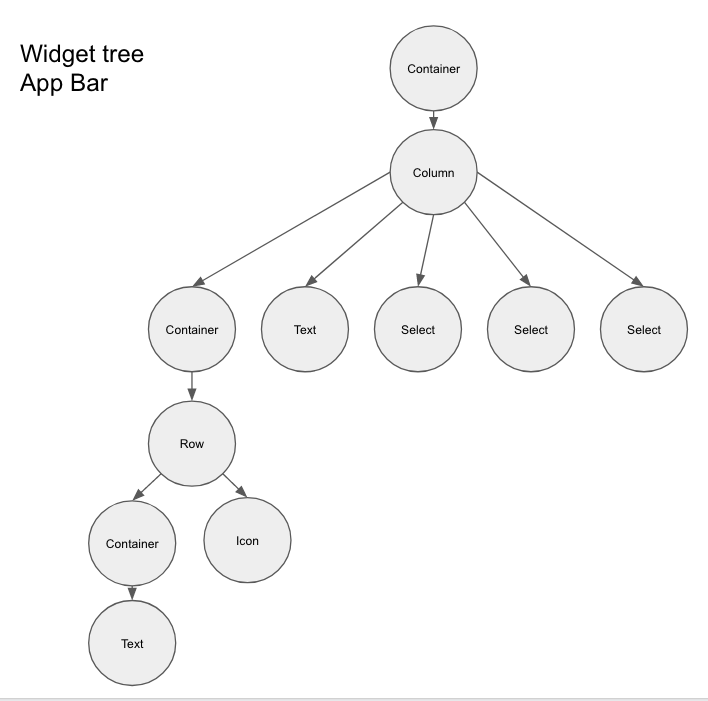 Widget tree
App Bar
Container
Column
Container
Text
Select
Select
Select
Row
Container
Icon
Text